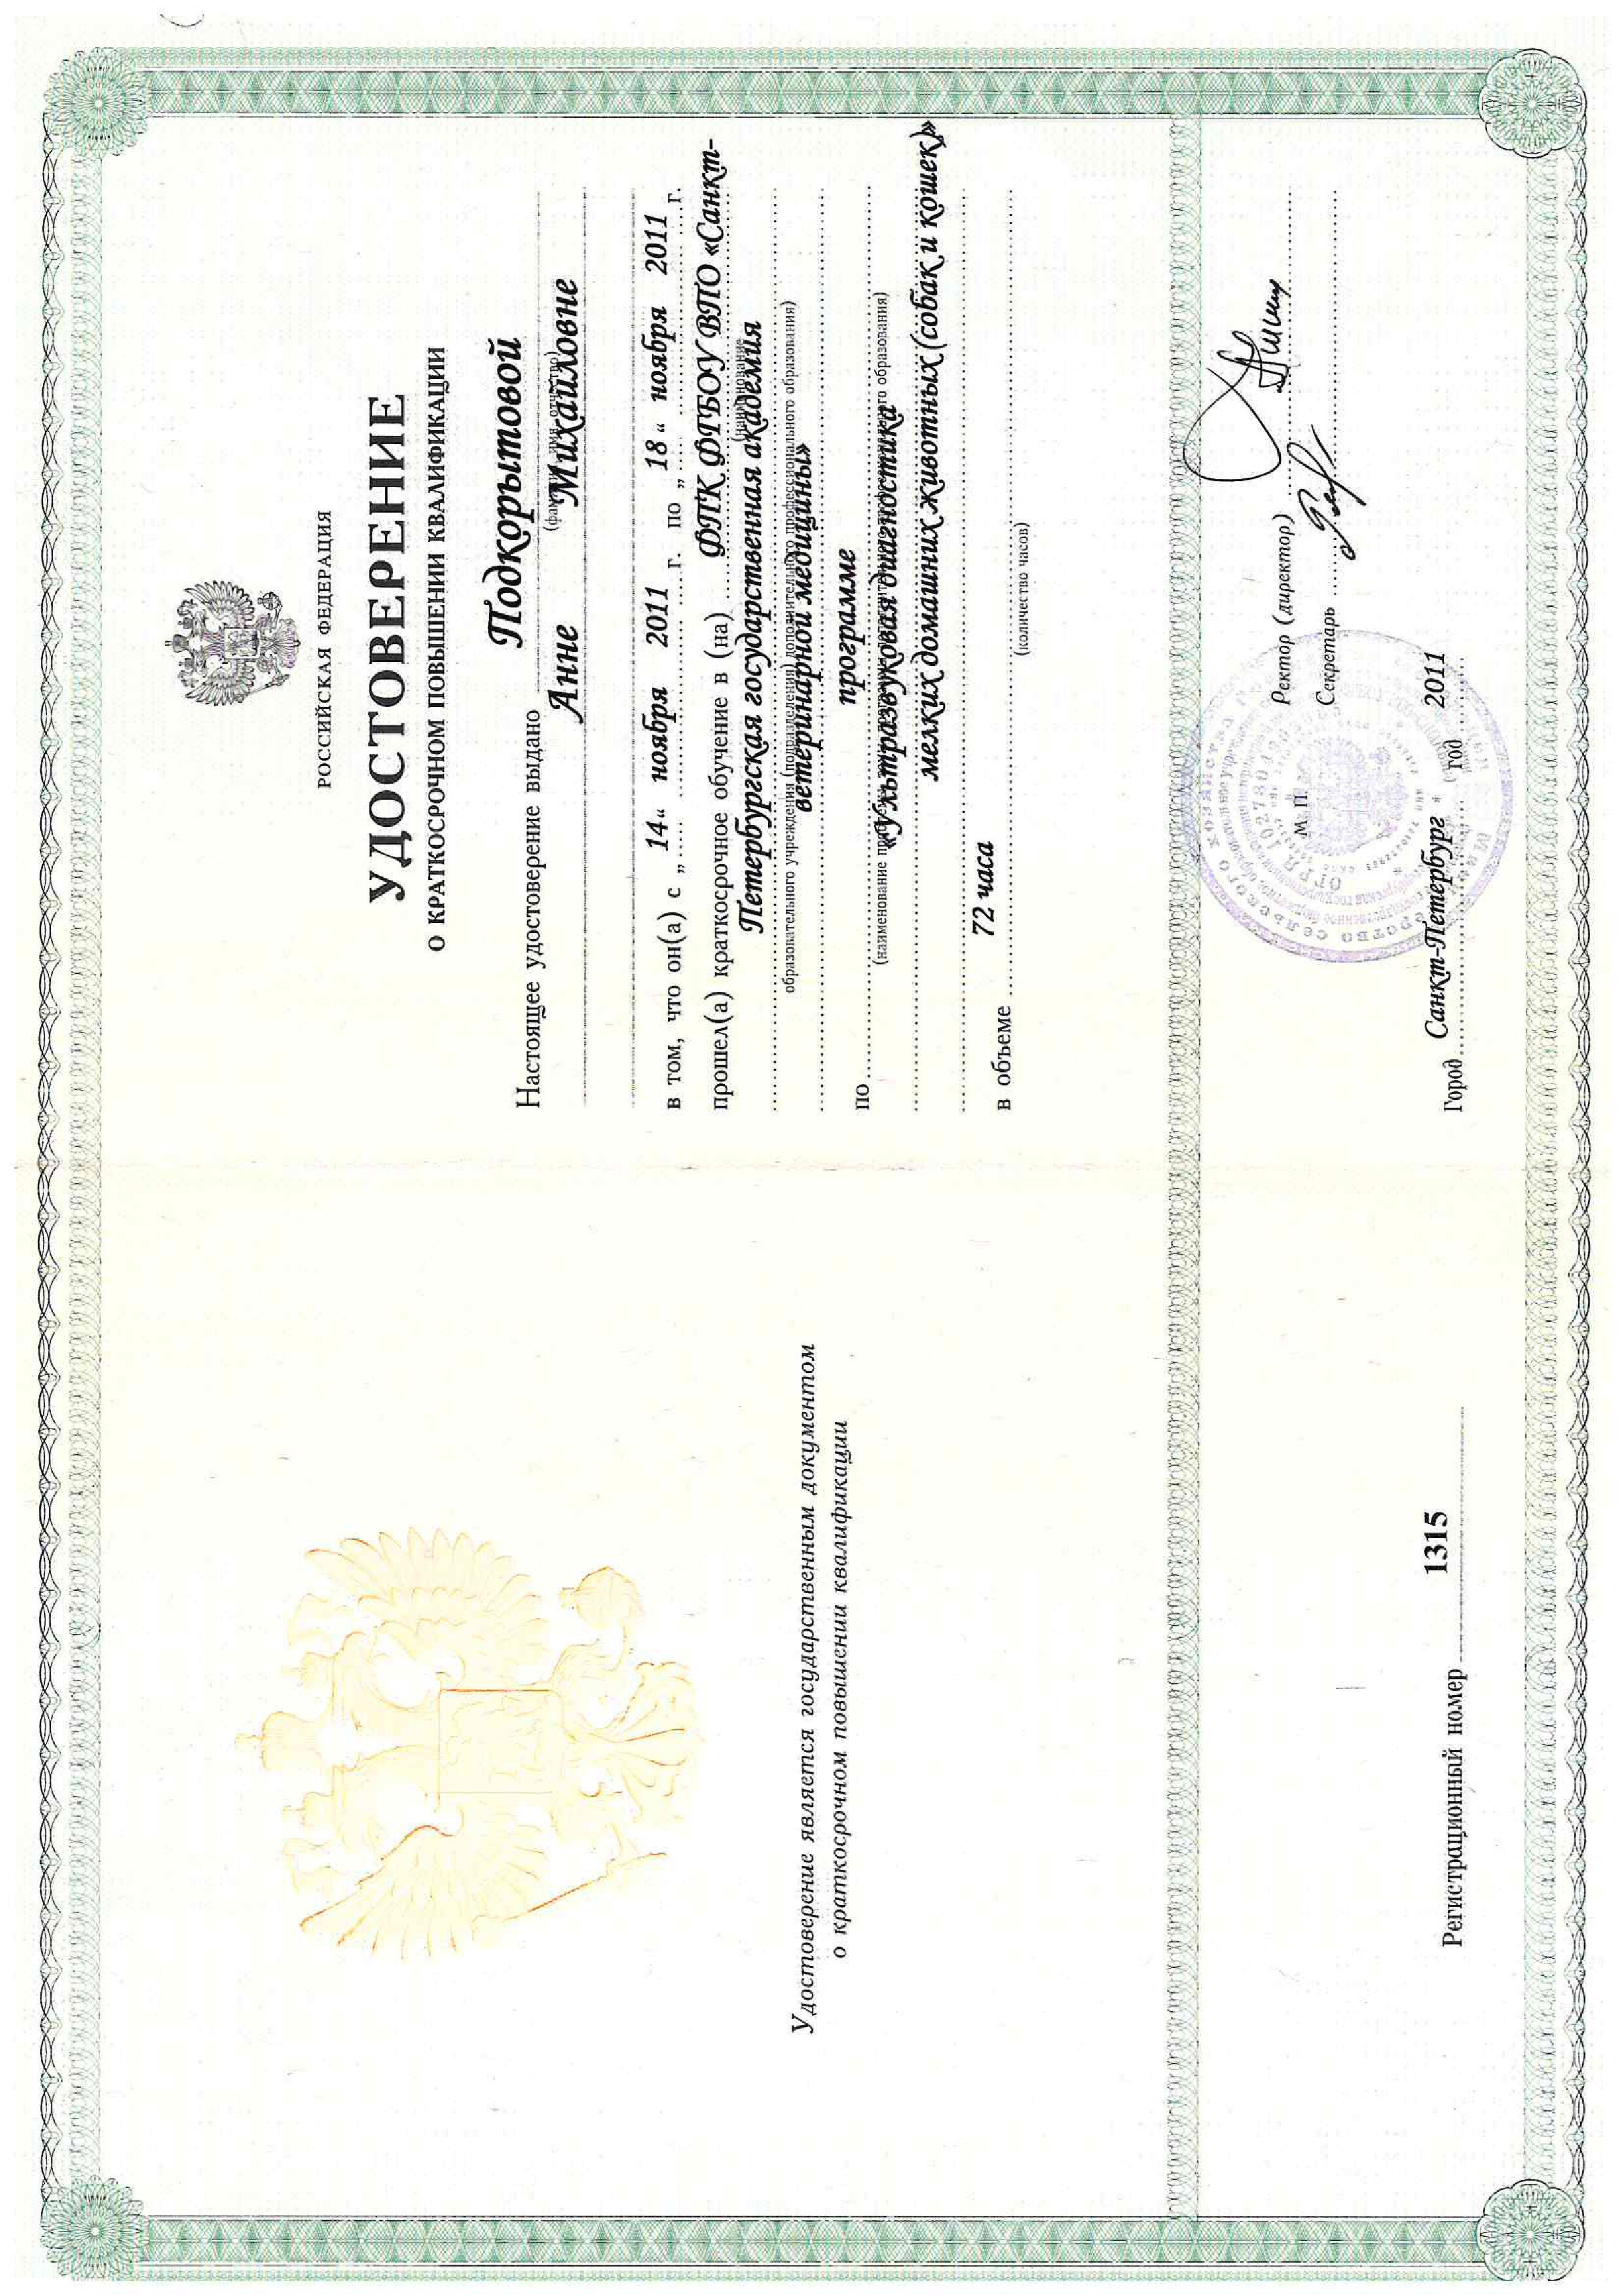 Удостоверение является государственным документом
о краткосрочном повышении квалификации
Регистрационный номер 1315
РОССИЙСКАЯ ФЕДЕРАЦИЯ
УДОСТОВЕРЕНИЕ
О КРАТКОСРОЧНОМ ПОВЫШЕНИИ КВАЛИФИКАЦИИ
Настоящее удостоверение выдано Подкорытовой
(фамилия, имя, отчество)
Анне Михайловне
в том, что он(а) с „14“ ноября 2011 г. по „18“ ноября 2011 г.
прошел(а) краткосрочное обучение в (на) ФПК ФГБОУ ВПО «Санкт-
(наименование
Петербургская государственная академия
образовательного учреждения (подразделения) дополнительного профессионального образования)
ветеринарной медицины»
по программе
(наименование проблемы, темы, программы дополнительного профессионального образования)
«Ультразвуковая диагностика
мелких домашних животных (собак и кошек)»
в объеме 72 часа
(количество часов)
М. П.
Ректор (директор)
Секретарь
Город Санкт-Петербург год 2011